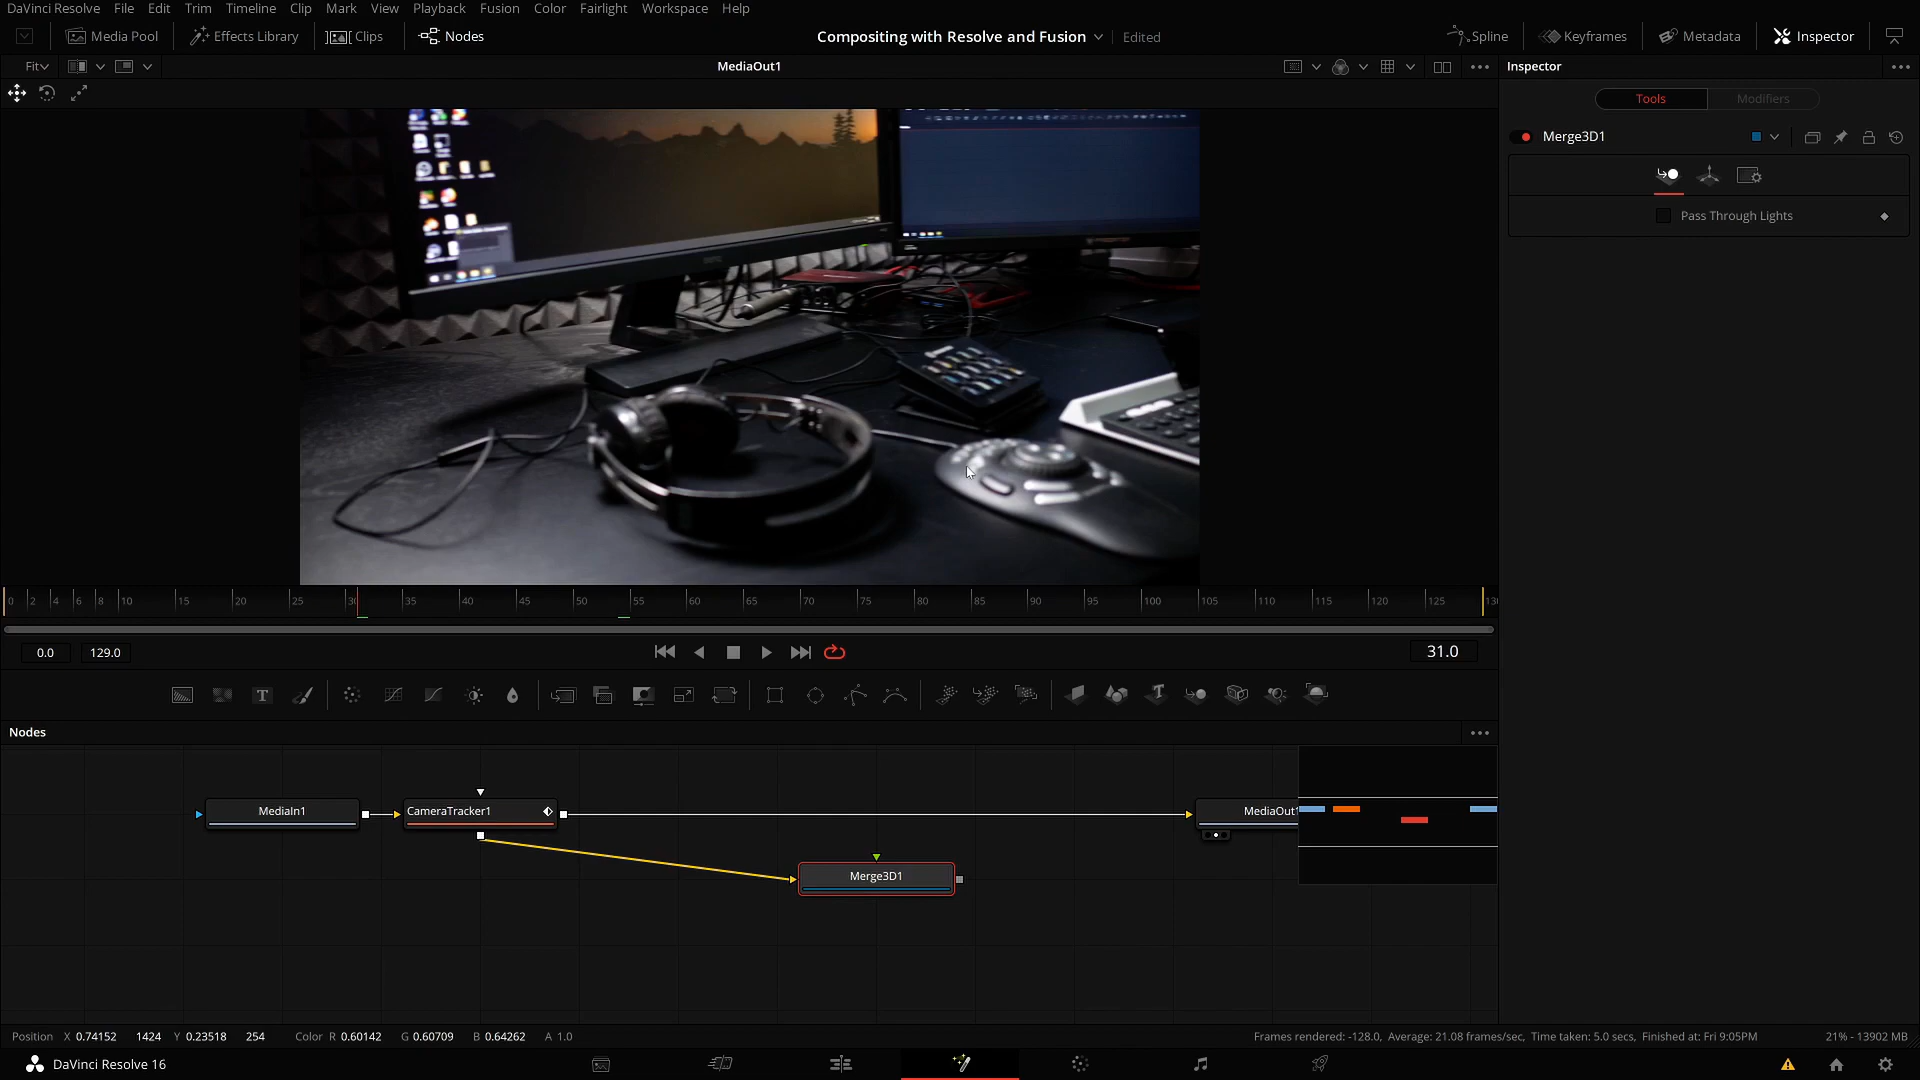 DaVinci Resolve File Edit Trim Timeline Clip Mark View Playback Fusion Color Fairlight Workspace Help
Media Pool Effects Library Clips Nodes Compositing with Resolve and Fusion Edited Spline Keyframes Metadata Inspector
Fit MediaOut1 Inspector
Tools Modifiers
Merge3D1
Pass Through Lights
0 2 4 6 8 10 15 20 25 30 35 40 45 50 55 60 65 70 75 80 85 90 95 100 105 110 115 120 125
0.0 129.0 31.0
Nodes
MediaIn1 CameraTracker1 MediaOut1
Merge3D1
Position X 0.74152 1424 Y 0.23518 254 Color R 0.60142 G 0.60709 B 0.64262 A 1.0 Frames rendered: -128.0, Average: 21.08 frames/sec, Time taken: 5.0 secs, Finished at: Fri 9:05PM 21% - 13902 MB
DaVinci Resolve 16